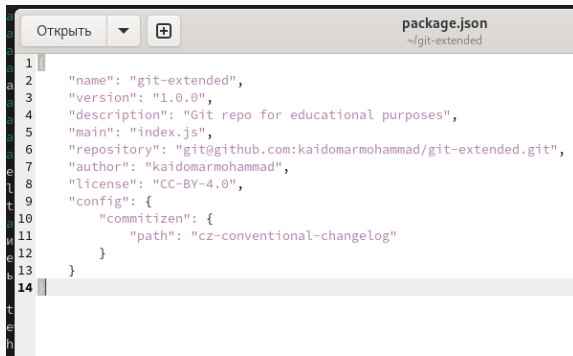 Открыть
package.json
~/git-extended
1 {
2 "name": "git-extended",
3 "version": "1.0.0",
4 "description": "Git repo for educational purposes",
5 "main": "index.js",
6 "repository": "git@github.com:kaidomarmohammad/git-extended.git",
7 "author": "kaidomarmohammad",
8 "license": "CC-BY-4.0",
9 "config": {
10 "commitizen": {
11 "path": "cz-conventional-changelog"
12 }
13 }
14 }